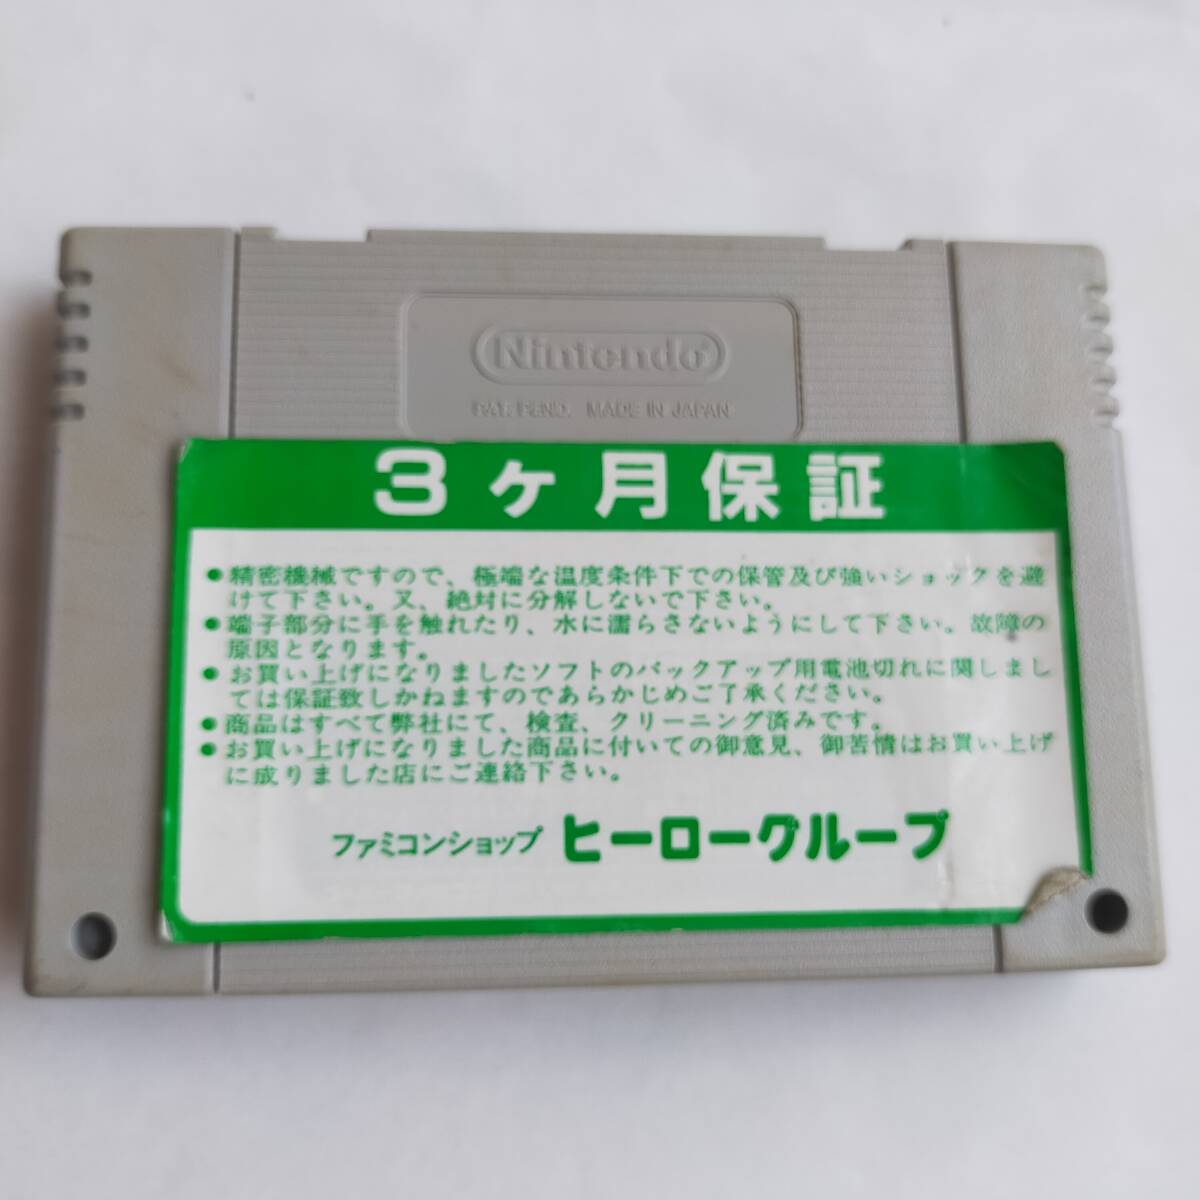 Nintendo®
PAT. PEND. MADE IN JAPAN
3ヶ月保証
●精密機械ですので、極端な温度条件下での保管及び強いショックを避
けて下さい。又、絶対に分解しないで下さい。
●端子部分に手を触れたり、水に濡らさないようにして下さい。故障の
原因となります。
●お買い上げになりましたソフトのバックアップ用電池切れに関しまし
ては保証致しかねますのであらかじめご了承ください。
●商品はすべて弊社にて、検査、クリーニング済みです。
●お買い上げになりました商品に付いての御意見、御苦情はお買い上げ
に成りました店にご連絡下さい。
ファミコンショップ ヒーローグループ